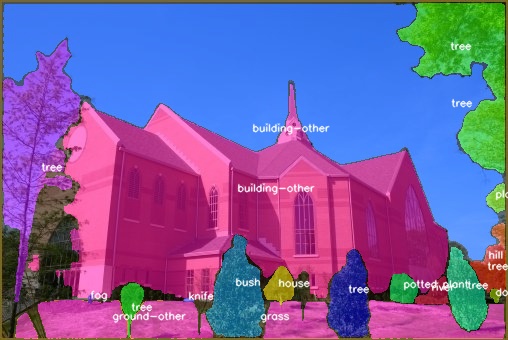 tree
tree
building-other
tree
building-other
hill
tree
bush
house
tree
potted plant
tree
fog
knife
tree
ground-other
grass